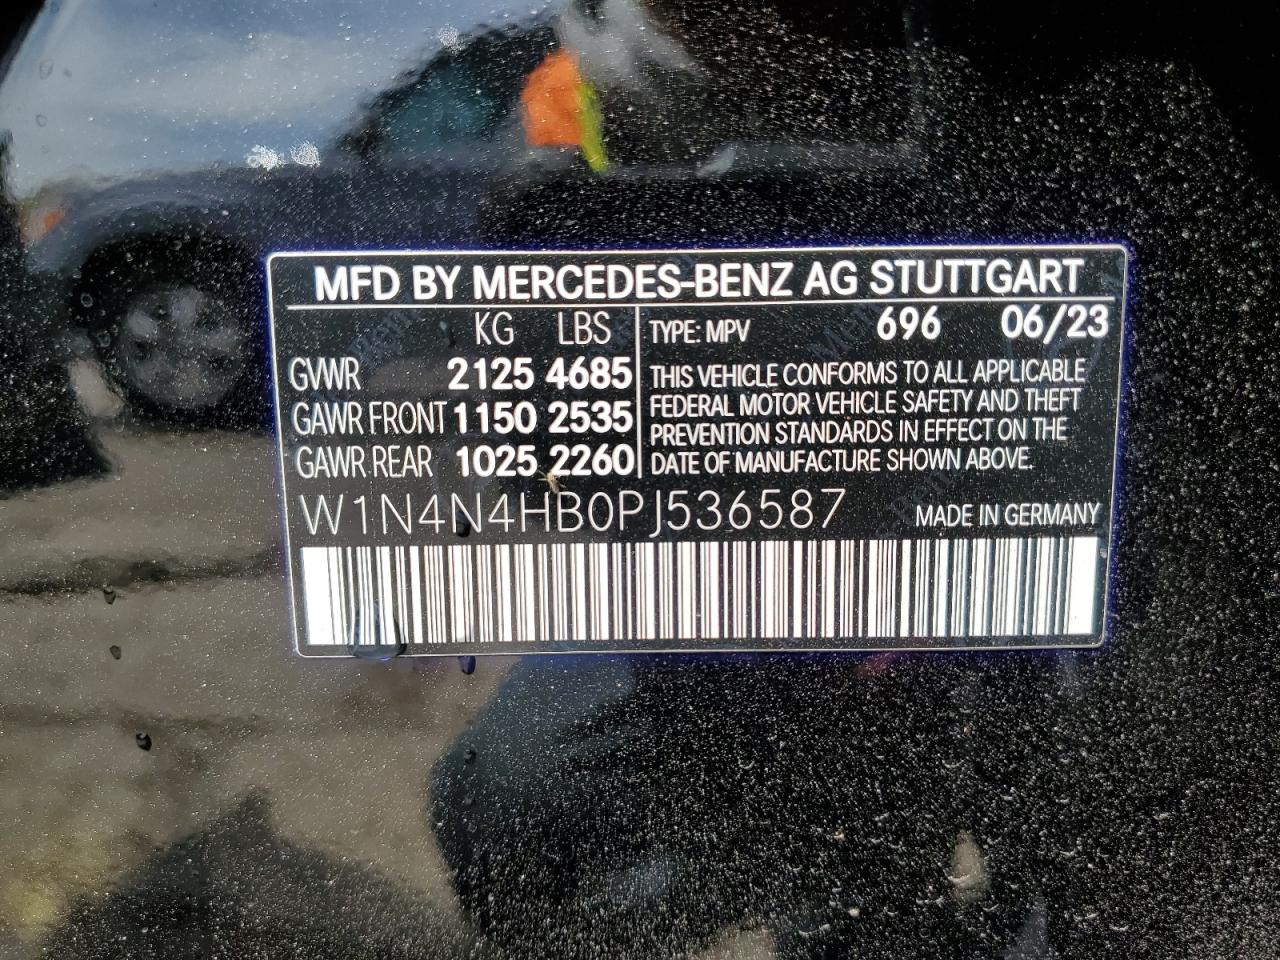 MFD BY MERCEDES-BENZ AG STUTTGART
KG LBS
GVWR 2125 4685
GAWR FRONT 1150 2535
GAWR REAR 1025 2260
TYPE: MPV 696 06/23
THIS VEHICLE CONFORMS TO ALL APPLICABLE
FEDERAL MOTOR VEHICLE SAFETY AND THEFT
PREVENTION STANDARDS IN EFFECT ON THE
DATE OF MANUFACTURE SHOWN ABOVE.
W1N4N4HB0PJ536587 MADE IN GERMANY